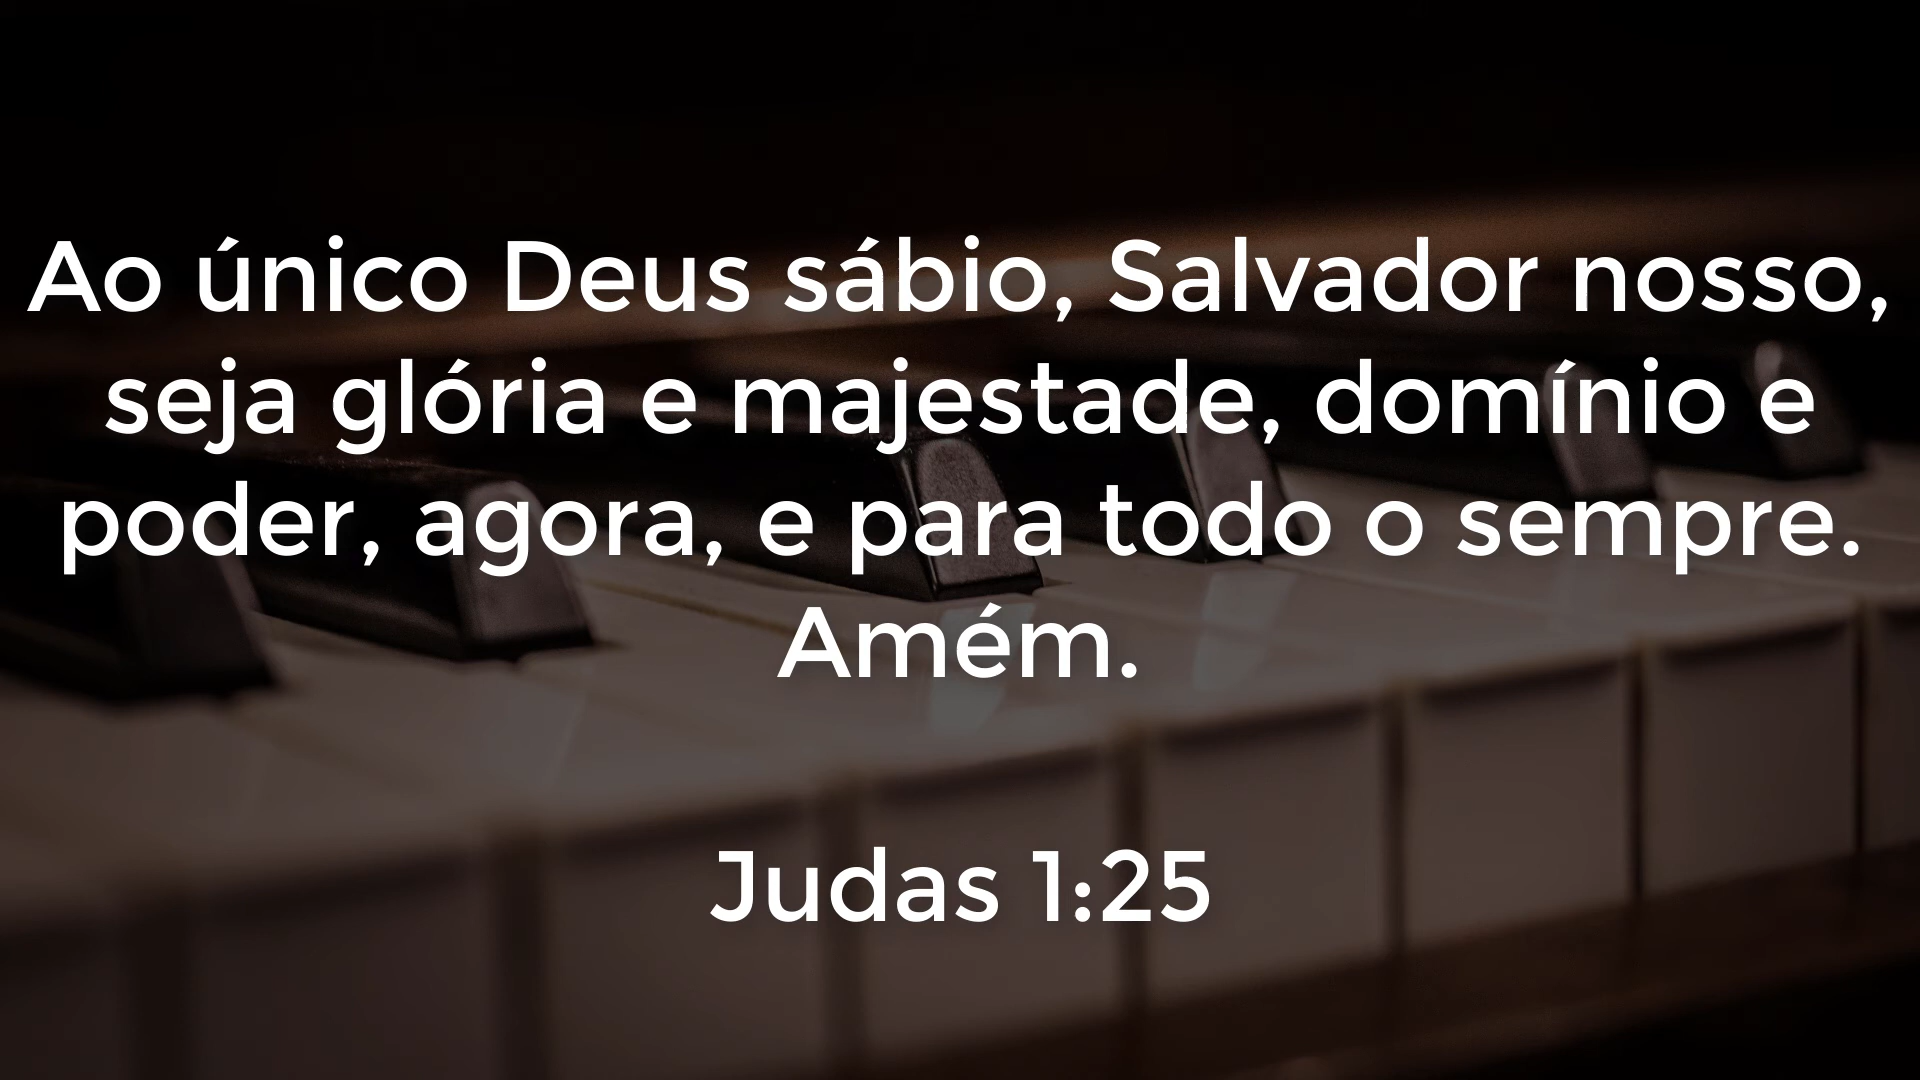 Ao único Deus sábio, Salvador nosso,
seja glória e majestade, domínio e
poder, agora, e para todo o sempre.
Amém.
Judas 1:25